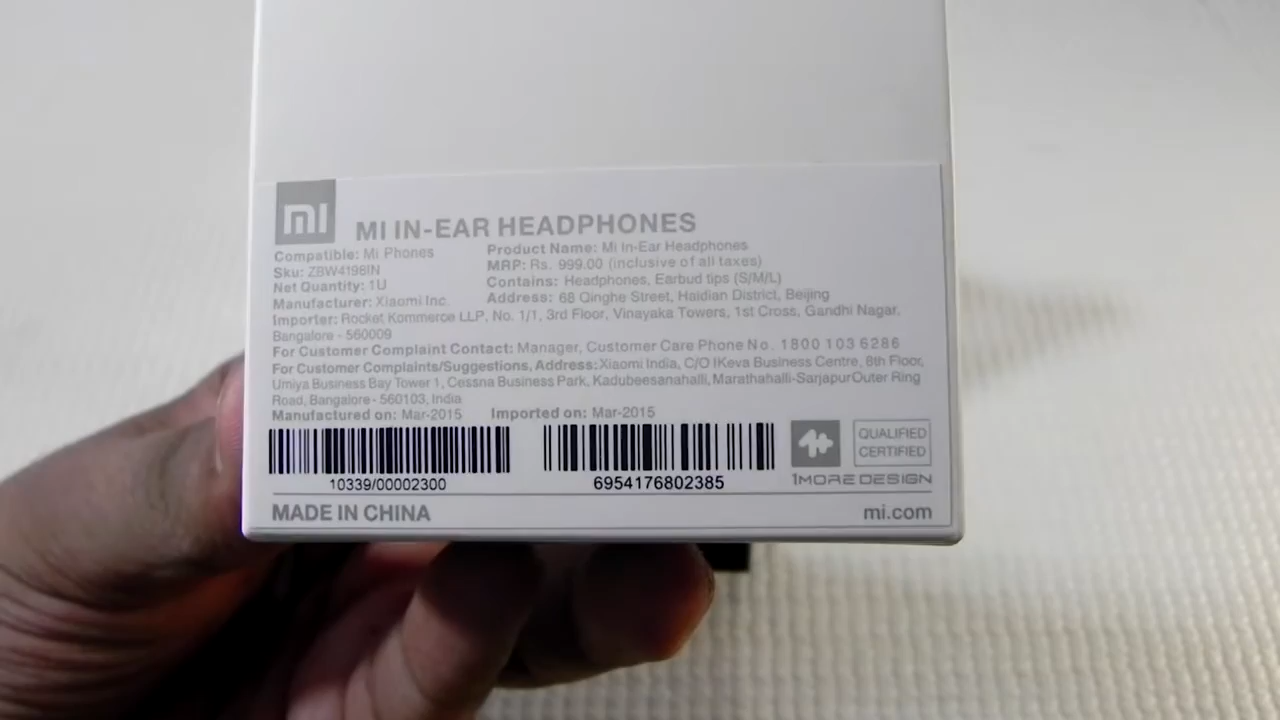 mi
MI IN-EAR HEADPHONES
Compatible: Mi Phones
Sku: ZBW4198IN
Net Quantity: 1U
Manufacturer: Xiaomi Inc.
Product Name: Mi In-Ear Headphones
MRP: Rs. 999.00 (inclusive of all taxes)
Contains: Headphones, Earbud tips (S/M/L)
Address: 68 Qinghe Street, Haidian District, Beijing
Importer: Rocket Kommerce LLP, No. 1/1, 3rd Floor, Vinayaka Towers, 1st Cross, Gandhi Nagar,
Bangalore - 560009
For Customer Complaint Contact: Manager, Customer Care Phone No. 1800 103 6286
For Customer Complaints/Suggestions, Address: Xiaomi India, C/O IKeva Business Centre, 8th Floor,
Umiya Business Bay Tower 1, Cessna Business Park, Kadubeesanahalli, Marathahalli-Sarjapur Outer Ring
Road, Bangalore - 560103, India
Manufactured on: Mar-2015 Imported on: Mar-2015
10339/00002300
6954176802385
QUALIFIED
CERTIFIED
1MORE DESIGN
MADE IN CHINA
mi.com